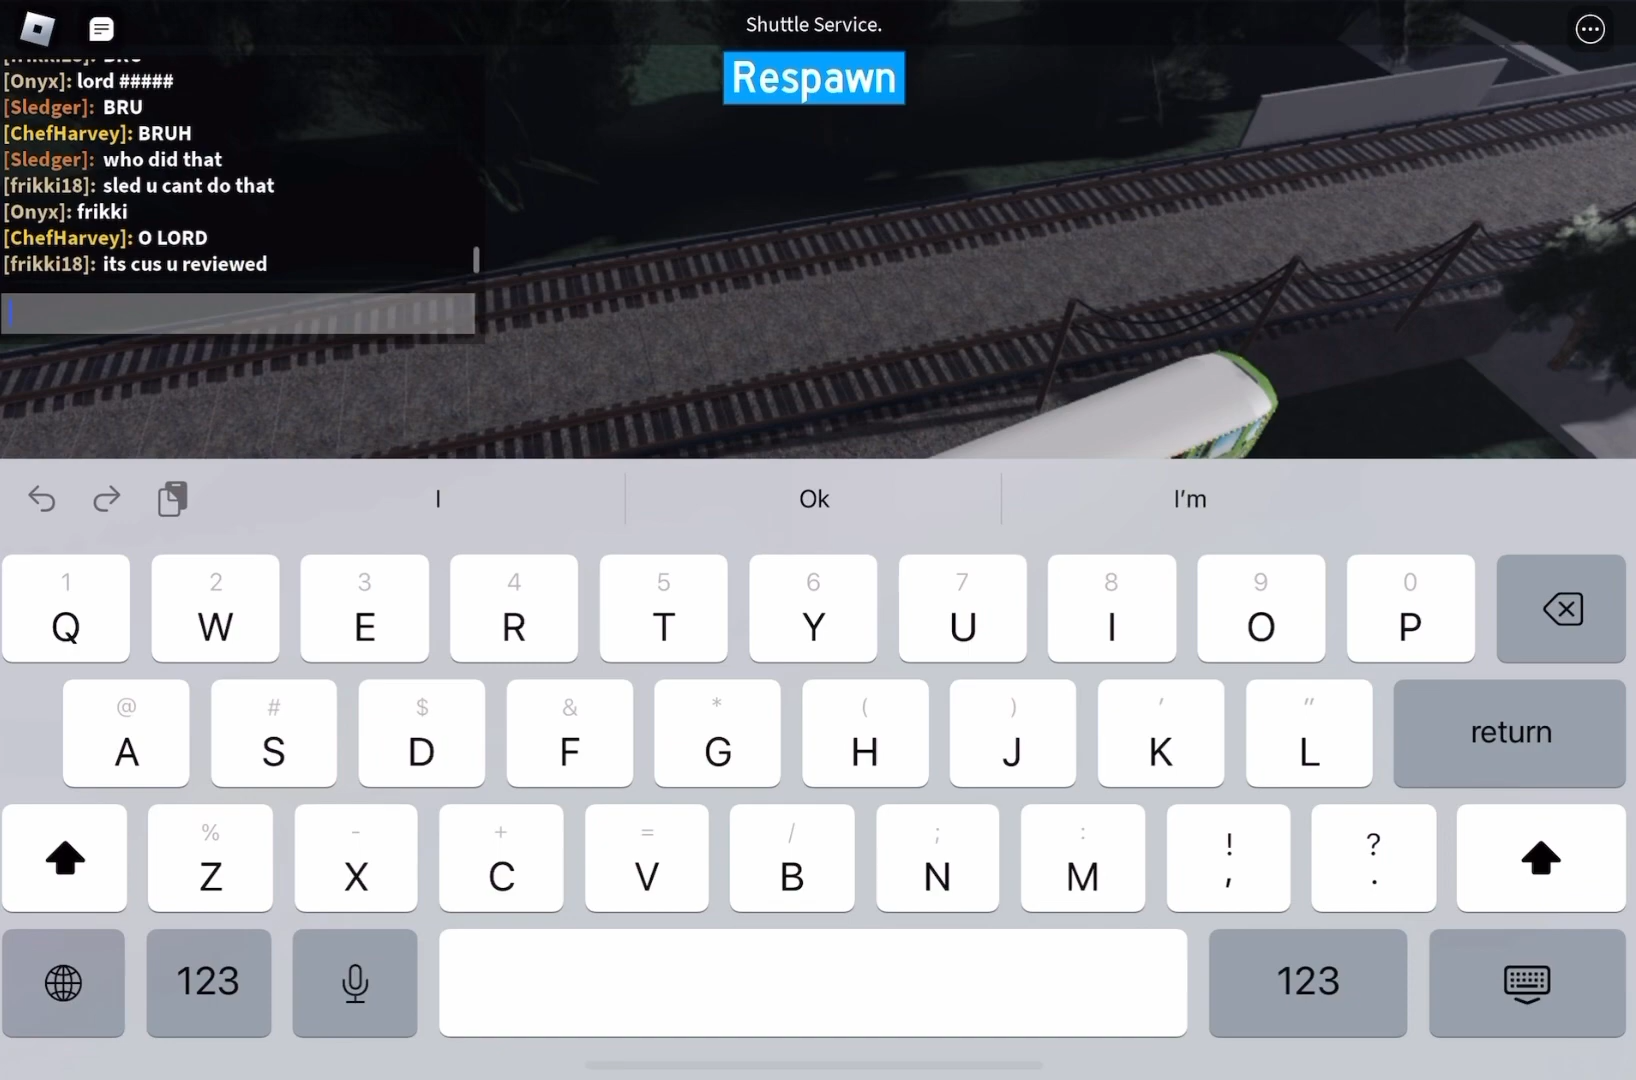 Shuttle Service.
Respawn
[Onyx]: lord #####
[Sledger]: BRU
[ChefHarvey]: BRUH
[Sledger]: who did that
[frikki18]: sled u cant do that
[Onyx]: frikki
[ChefHarvey]: O LORD
[frikki18]: its cus u reviewed
I Ok I'm
1 2 3 4 5 6 7 8 9 0
Q W E R T Y U I O P
@ # $ & * ( ) ' "
A S D F G H J K L return
% - + = / ; : ! ?
Z X C V B N M , .
123 123